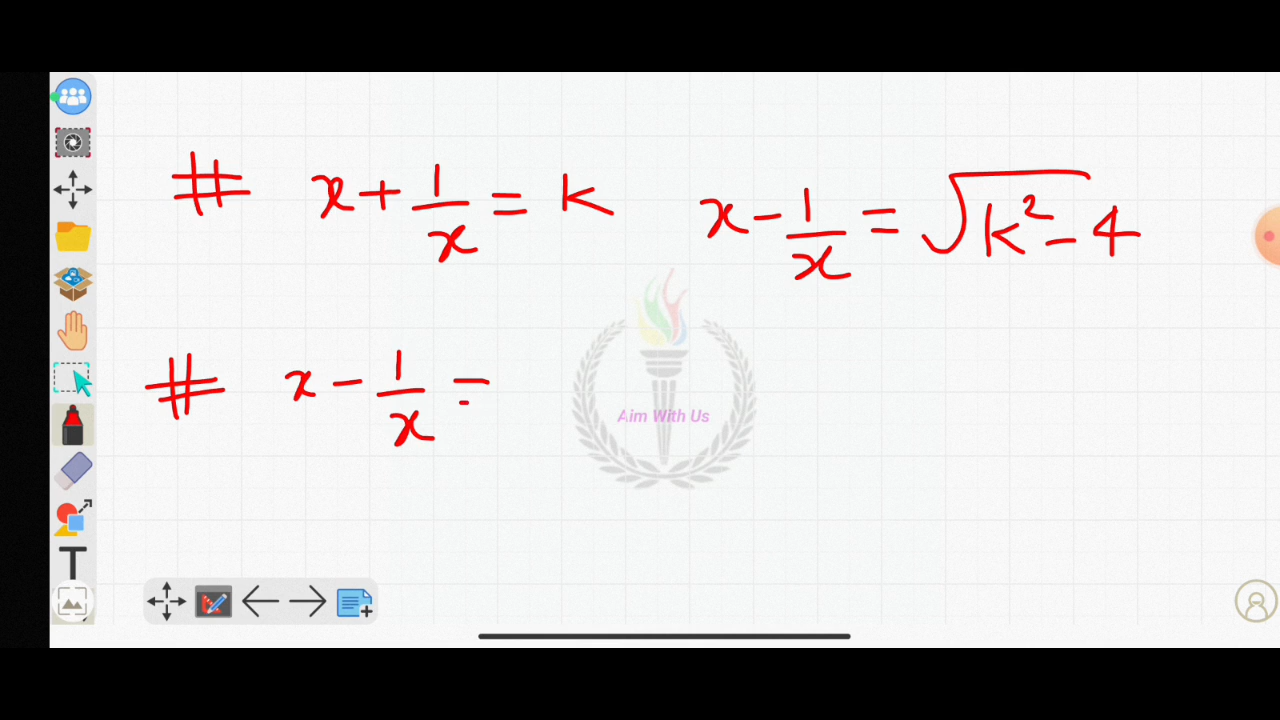 # x + 1/x = k    x - 1/x = √(k² - 4)
# x - 1/x =
Aim With Us
T